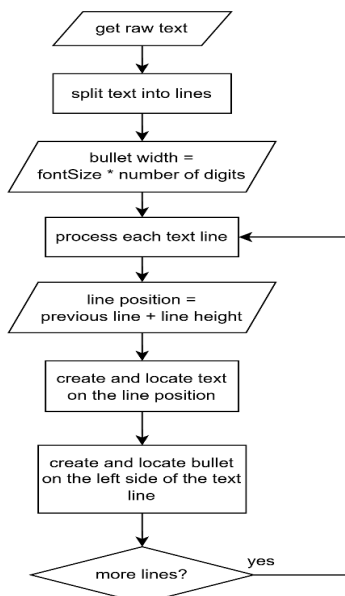 get raw text
split text into lines
bullet width =
fontSize * number of digits
process each text line
line position =
previous line + line height
create and locate text
on the line position
create and locate bullet
on the left side of the text
line
more lines?
yes